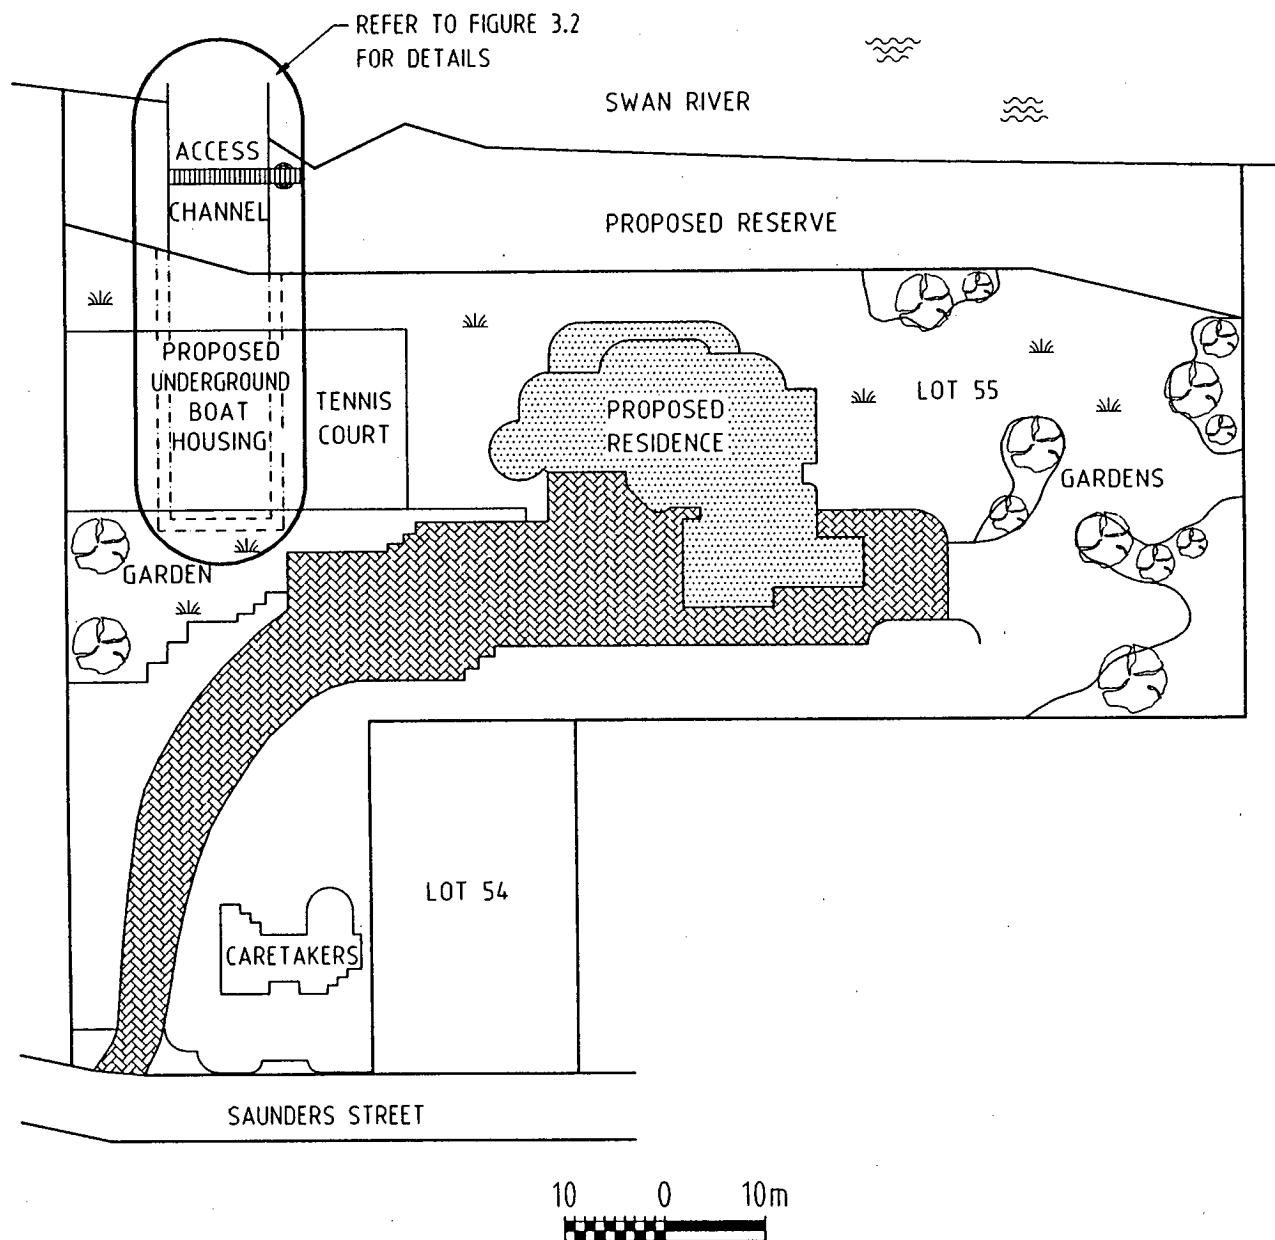 REFER TO FIGURE 3.2
FOR DETAILS
SWAN RIVER
ACCESS
CHANNEL
PROPOSED RESERVE
PROPOSED
UNDERGROUND
BOAT
HOUSING
TENNIS
COURT
PROPOSED
RESIDENCE
LOT 55
GARDENS
GARDEN
LOT 54
CARETAKERS
SAUNDERS STREET
10 0 10m